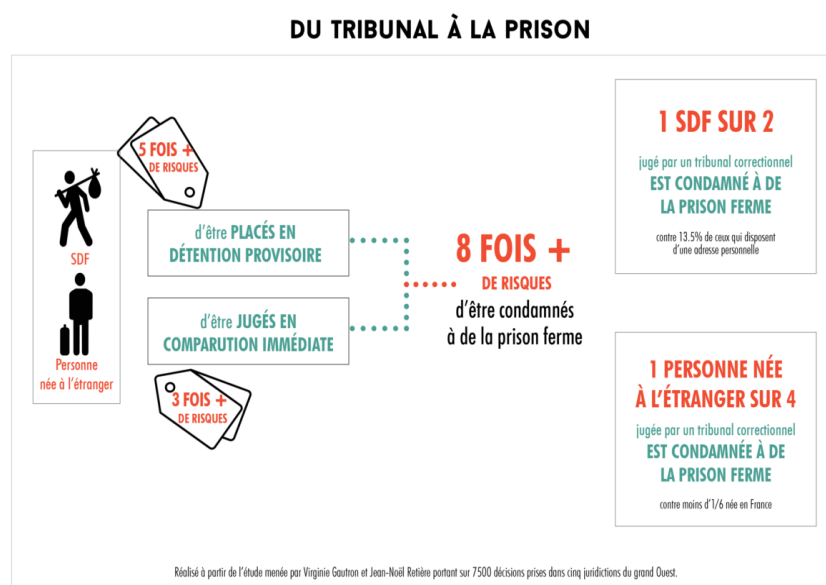 DU TRIBUNAL À LA PRISON
5 FOIS +
DE RISQUES
SDF
Personne
née à l'étranger
d'être PLACÉS EN
DÉTENTION PROVISOIRE
d'être JUGÉS EN
COMPARUTION IMMÉDIATE
3 FOIS +
DE RISQUES
8 FOIS +
DE RISQUES
d'être condamnés
à de la prison ferme
1 SDF SUR 2
jugé par un tribunal correctionnel
EST CONDAMNÉ À DE
LA PRISON FERME
contre 13.5% de ceux qui disposent
d'une adresse personnelle
1 PERSONNE NÉE
À L'ÉTRANGER SUR 4
jugée par un tribunal correctionnel
EST CONDAMNÉE À DE
LA PRISON FERME
contre moins d'1/6 née en France
Réalisé à partir de l'étude menée par Virginie Gautron et Jean-Noël Retière portant sur 7500 décisions prises dans cinq juridictions du grand Ouest.